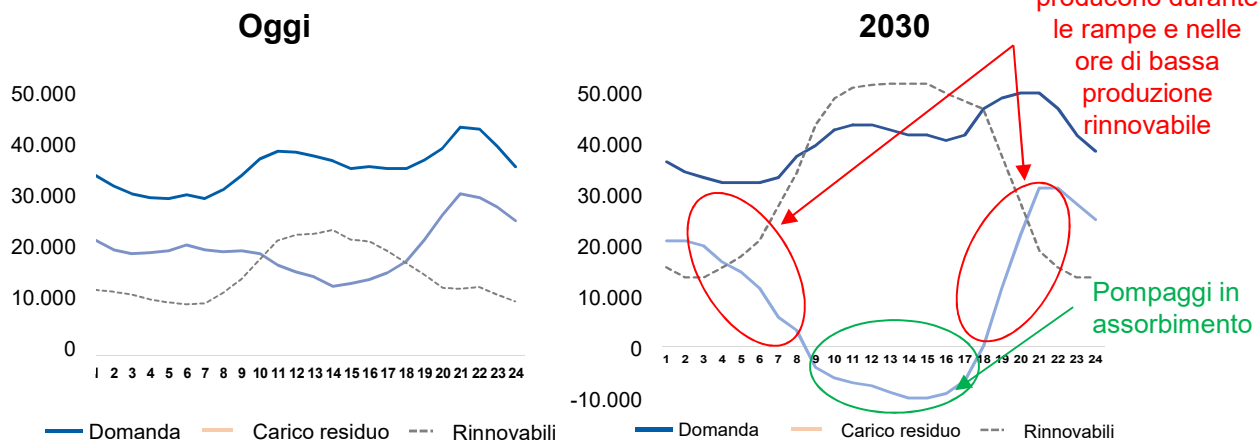 Oggi
50.000
40.000
30.000
20.000
10.000
0
2 3 4 5 6 7 8 9 10 11 12 13 14 15 16 17 18 19 20 21 22 23 24
Domanda Carico residuo Rinnovabili
2030
producono durante
le rampe e nelle
ore di bassa
produzione
rinnovabile
50.000
40.000
30.000
20.000
10.000
0
-10.000
1 2 3 4 5 6 7 8 9 10 11 12 13 14 15 16 17 18 19 20 21 22 23 24
Pompaggi in
assorbimento
Domanda Carico residuo Rinnovabili